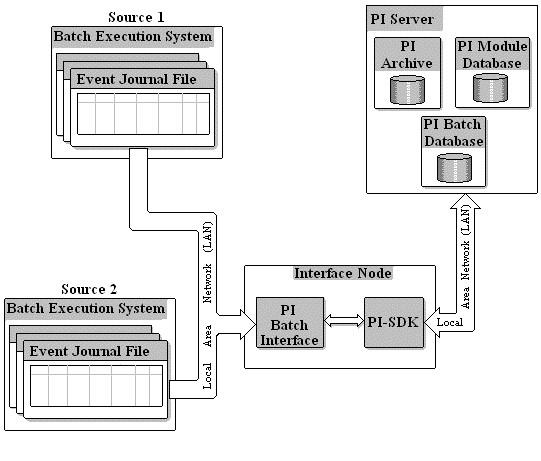 Source 1
Batch Execution System
Event Journal File
PI Server
PI
Archive
PI Module
Database
PI Batch
Database
Local Area Network (LAN)
Source 2
Batch Execution System
Event Journal File
Interface Node
PI
Batch
Interface
PI-SDK
Local
Area Network (LAN)